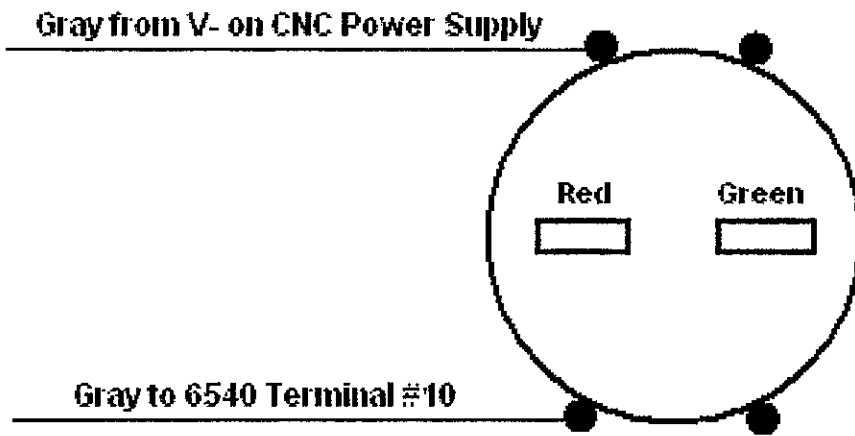 Gray from V- on CNC Power Supply
Red Green
Gray to 6540 Terminal #10